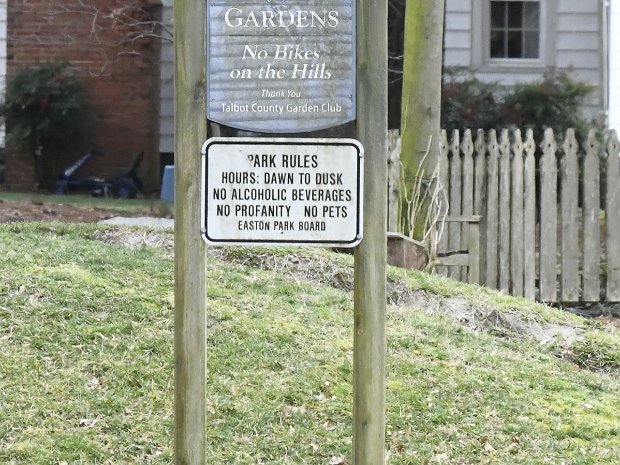 GARDENS
No Bikes
on the Hills
Thank You
Talbot County Garden Club
PARK RULES
HOURS: DAWN TO DUSK
NO ALCOHOLIC BEVERAGES
NO PROFANITY NO PETS
EASTON PARK BOARD